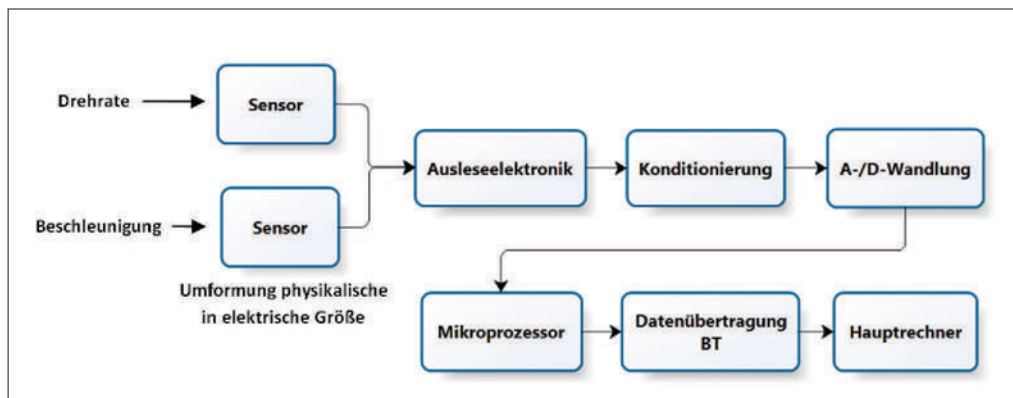 Drehrate
Sensor
Beschleunigung
Sensor
Umformung physikalische
in elektrische Größe
Ausleseelektronik
Konditionierung
A-/D-Wandlung
Mikroprozessor
Datenübertragung
BT
Hauptrechner